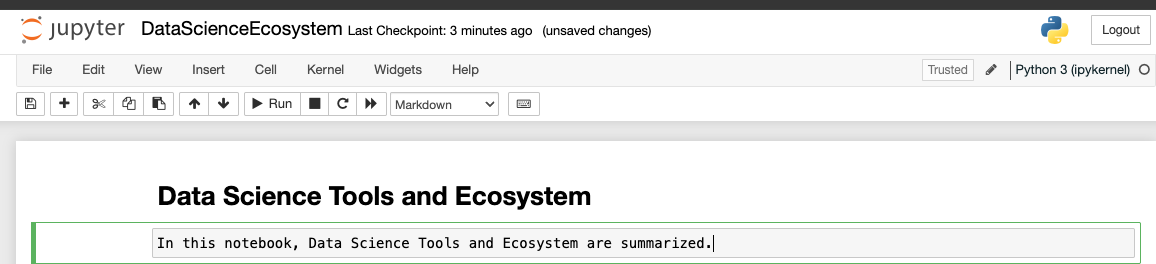 jupyter DataScienceEcosystem Last Checkpoint: 3 minutes ago (unsaved changes) Logout
File Edit View Insert Cell Kernel Widgets Help Trusted Python 3 (ipykernel)
Run Markdown
Data Science Tools and Ecosystem
In this notebook, Data Science Tools and Ecosystem are summarized.